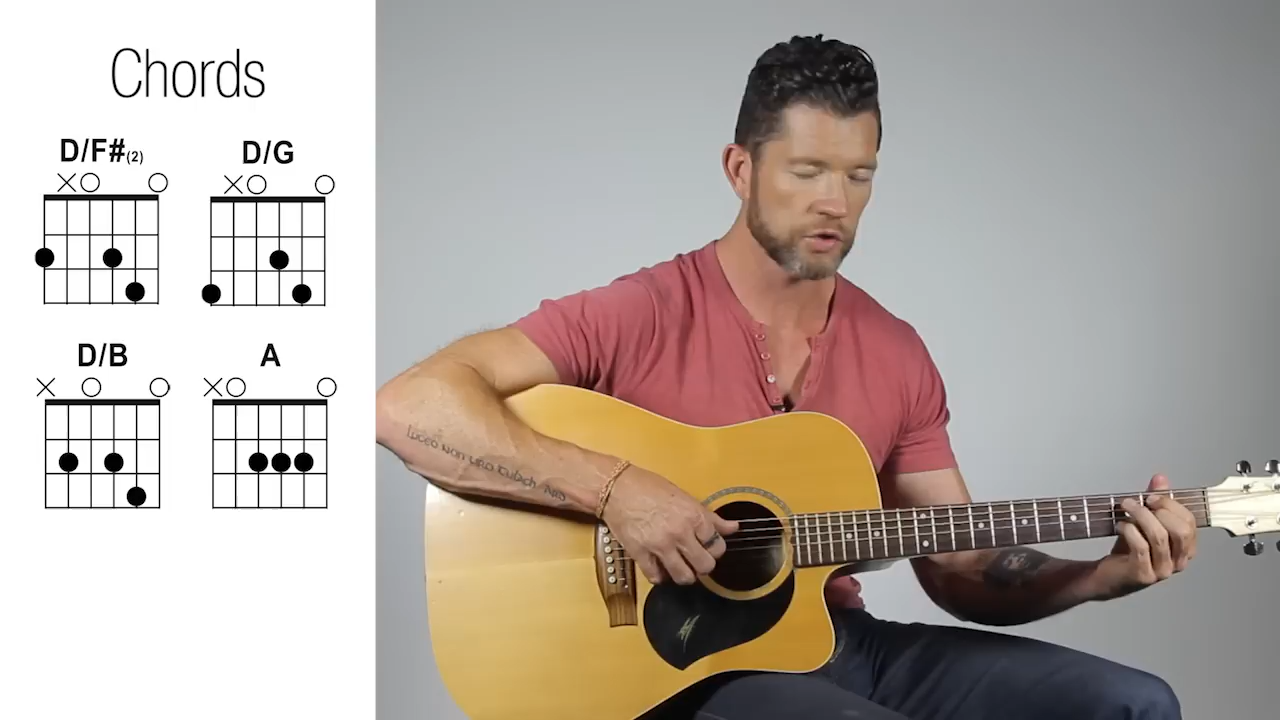 Chords
D/F#(2) D/G
X O O X O O
D/B A
X O O X O O